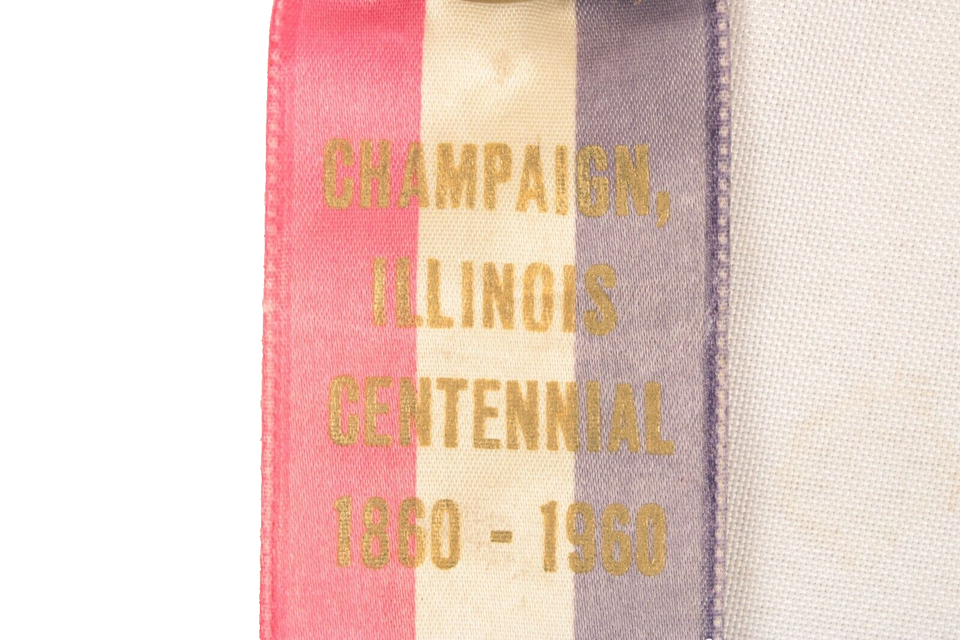 CHAMPAIGN,
ILLINOIS
CENTENNIAL
1860 - 1960